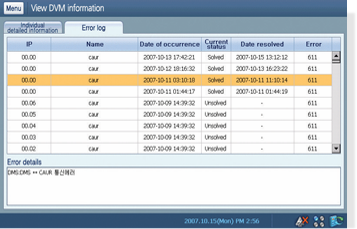 Menu View DVM information
Individual
detailed information
Error log
IP Name Date of occurrence Current status Date resolved Error
00.00 caur 2007-10-13 17:42:21 Solved 2007-10-15 13:12:12 611
00.00 caur 2007-10-12 18:16:32 Solved 2007-10-13 16:23:22 611
00.00 caur 2007-10-11 03:10:18 Solved 2007-10-11 11:10:14 611
00.00 caur 2007-10-11 01:44:17 Solved 2007-10-11 01:44:19 611
00.06 caur 2007-10-09 14:39:32 Unsolved - 611
00.05 caur 2007-10-09 14:39:32 Unsolved - 611
00.04 caur 2007-10-09 14:39:32 Unsolved - 611
00.03 caur 2007-10-09 14:39:32 Unsolved - 611
00.02 caur 2007-10-09 14:39:32 Unsolved - 611
Error details
DMS:DMS ↔ CAUR 통신에러
2007.10.15(Mon) PM 2:56